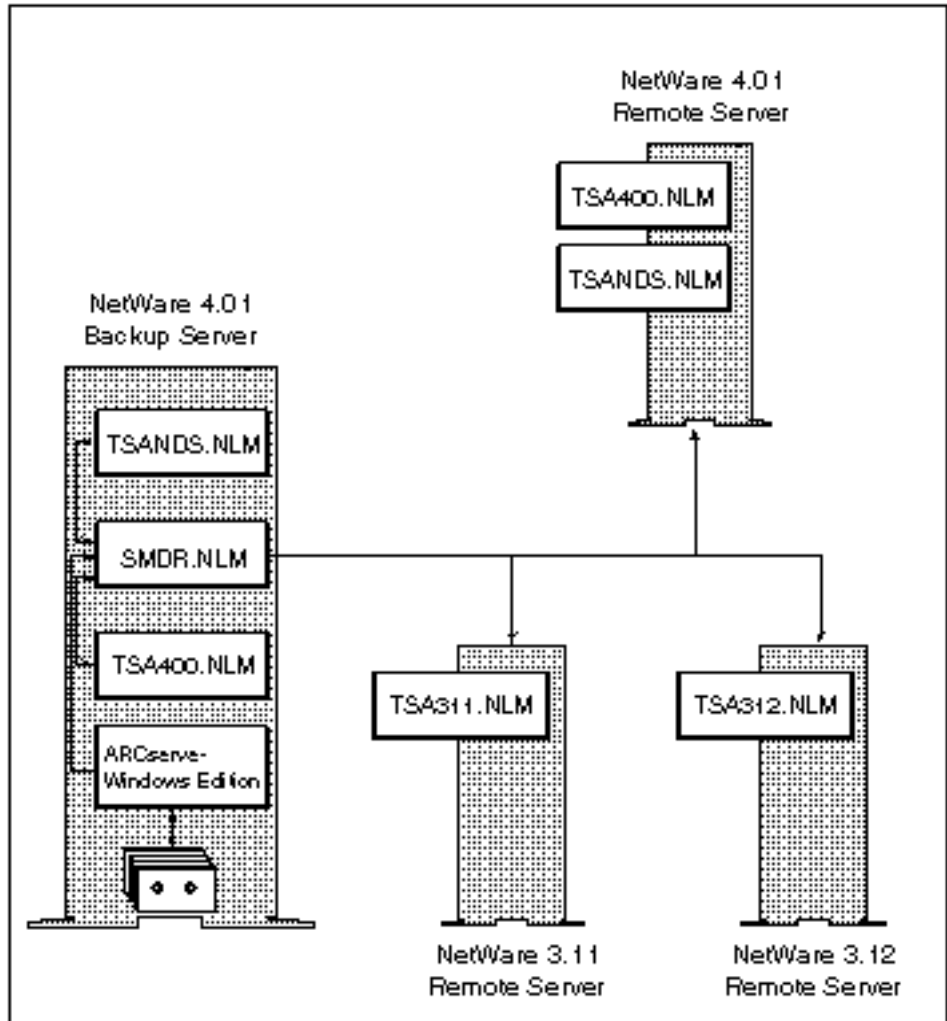 NetWare 4.01
Remote Server
TSA400.NLM
TSANDS.NLM
NetWare 4.01
Backup Server
TSANDS.NLM
SMDR.NLM
TSA400.NLM
ARCserve-
Windows Edition
TSA311.NLM
TSA312.NLM
NetWare 3.11
Remote Server
NetWare 3.12
Remote Server